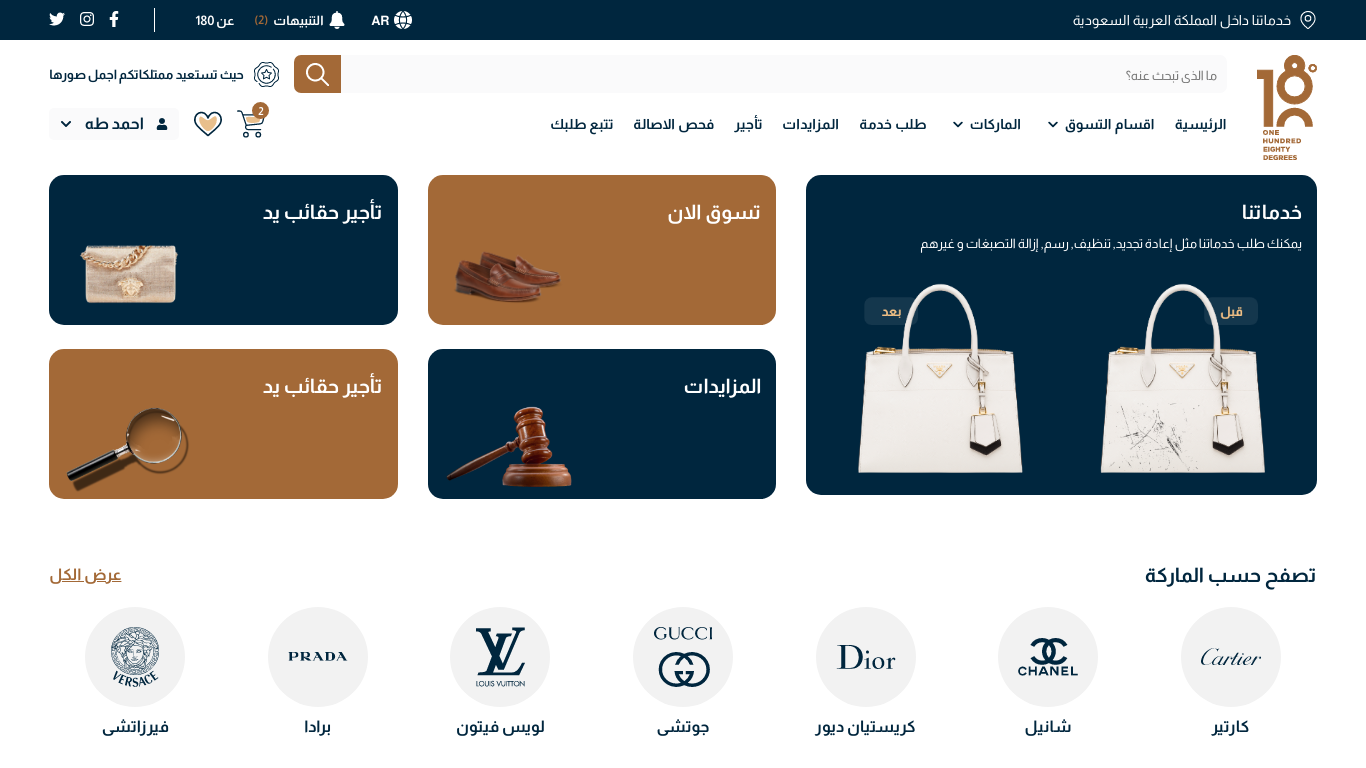 خدماتنا داخل المملكة العربية السعودية
AR
التنبيهات (2)
عن 180
ONE
HUNDRED
EIGHTY
DEGREES
ما الذى تبحث عنه؟
حيث تستعيد ممتلكاتكم اجمل صورها
الرئيسية
اقسام التسوق
الماركات
طلب خدمة
المزايدات
تأجير
فحص الاصالة
تتبع طلبك
2
احمد طه
خدماتنا
يمكنك طلب خدماتنا مثل إعادة تجديد, تنظيف, رسم, إزالة التصبغات و غيرهم
قبل
بعد
تسوق الان
تأجير حقائب يد
المزايدات
تأجير حقائب يد
تصفح حسب الماركة
عرض الكل
Cartier
كارتير
CHANEL
شانيل
Dior
كريستيان ديور
GUCCI
جوتشى
LV
LOUIS VUITTON
لويس فيتون
PRADA
برادا
VERSACE
فيرزاتشى